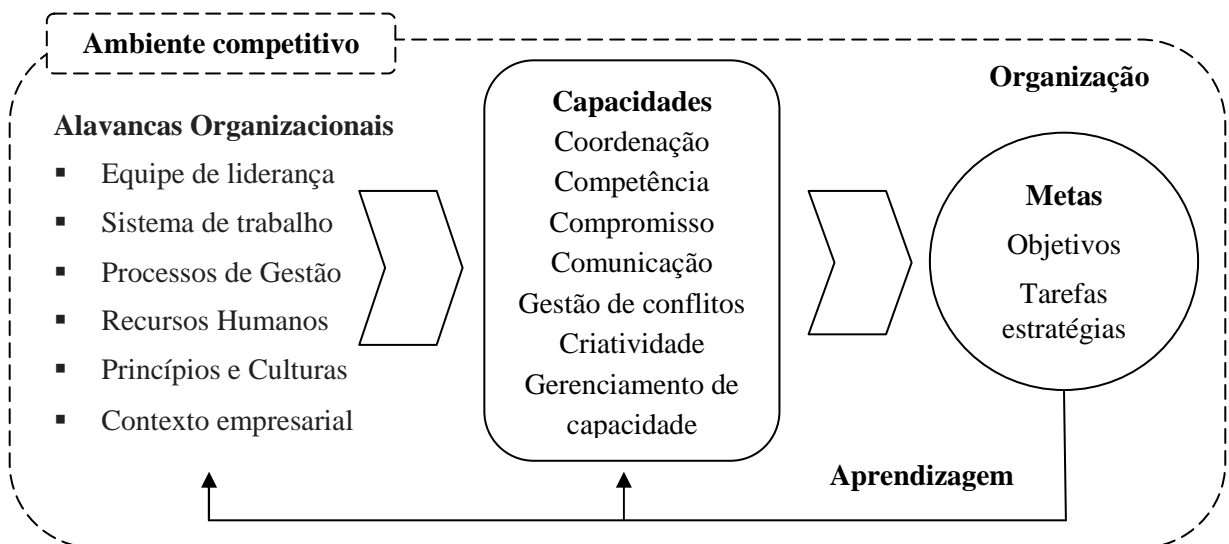 Ambiente competitivo
Organização
Alavancas Organizacionais
▪ Equipe de liderança
▪ Sistema de trabalho
▪ Processos de Gestão
▪ Recursos Humanos
▪ Princípios e Culturas
▪ Contexto empresarial
Capacidades
Coordenação
Competência
Compromisso
Comunicação
Gestão de conflitos
Criatividade
Gerenciamento de
capacidade
Metas
Objetivos
Tarefas
estratégias
Aprendizagem